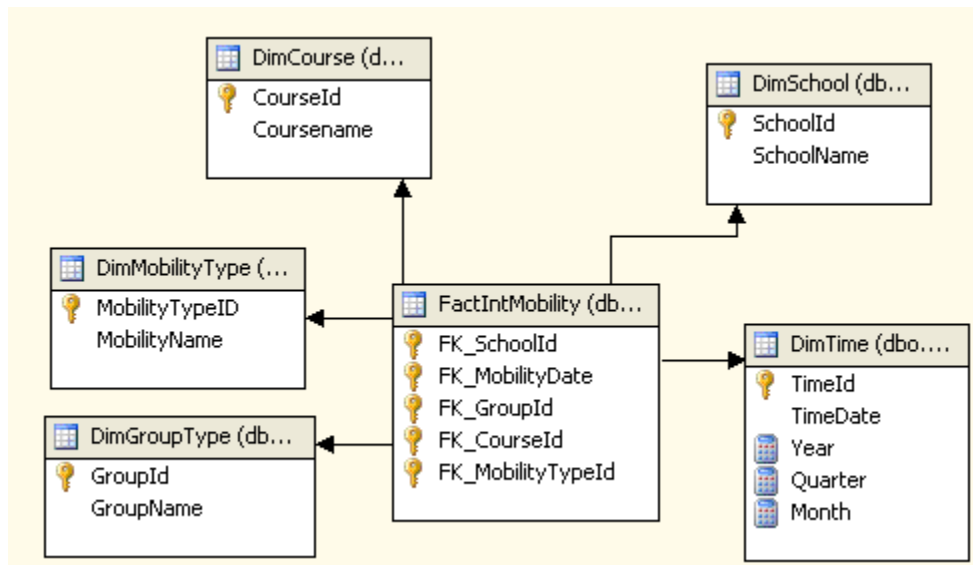 DimCourse (d...
CourseId
Coursename
DimSchool (db...
SchoolId
SchoolName
DimMobilityType (...
MobilityTypeID
MobilityName
FactIntMobility (db...
FK_SchoolId
FK_MobilityDate
FK_GroupId
FK_CourseId
FK_MobilityTypeId
DimTime (dbo....
TimeId
TimeDate
Year
Quarter
Month
DimGroupType (db...
GroupId
GroupName